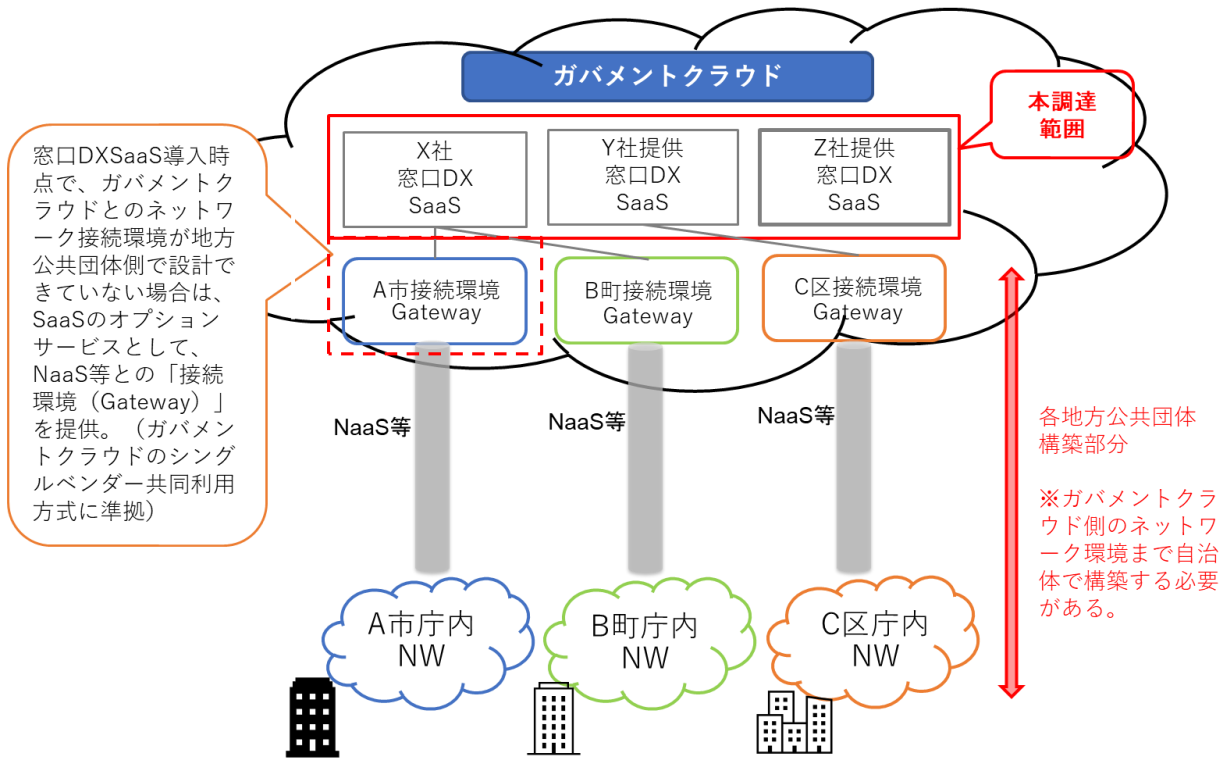 ガバメントクラウド
本調達
範囲
X社
窓口DX
SaaS
Y社提供
窓口DX
SaaS
Z社提供
窓口DX
SaaS
窓口DXSaaS導入時
点で、ガバメントク
ラウドとのネットワ
ーク接続環境が地方
公共団体側で設計で
きていない場合は、
SaaSのオプション
サービスとして、
NaaS等との「接続
環境（Gateway）」
を提供。（ガバメン
トクラウドのシング
ルベンダー共同利用
方式に準拠）
A市接続環境
Gateway
B町接続環境
Gateway
C区接続環境
Gateway
NaaS等
NaaS等
NaaS等
各地方公共団体
構築部分
※ガバメントクラ
ウド側のネットワ
ーク環境まで自治
体で構築する必要
がある。
A市庁内
NW
B町庁内
NW
C区庁内
NW